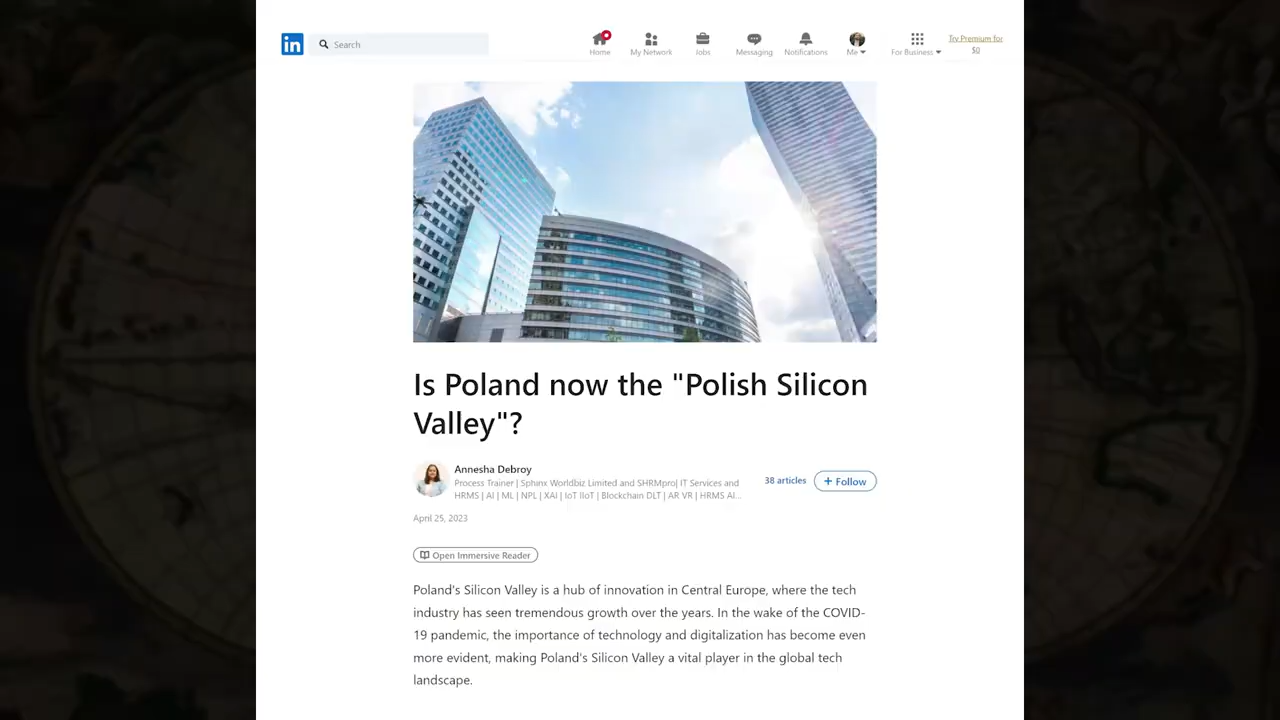 in
Search
Home
My Network
Jobs
Messaging
Notifications
Me
For Business
Try Premium for
$0
Is Poland now the "Polish Silicon
Valley"?
Annesha Debroy
Process Trainer | Sphinx Worldbiz Limited and SHRMpro| IT Services and
HRMS | AI | ML | NPL | XAI | IoT IIoT | Blockchain DLT | AR VR | HRMS AI...
38 articles
+ Follow
April 25, 2023
Open Immersive Reader
Poland's Silicon Valley is a hub of innovation in Central Europe, where the tech
industry has seen tremendous growth over the years. In the wake of the COVID-
19 pandemic, the importance of technology and digitalization has become even
more evident, making Poland's Silicon Valley a vital player in the global tech
landscape.